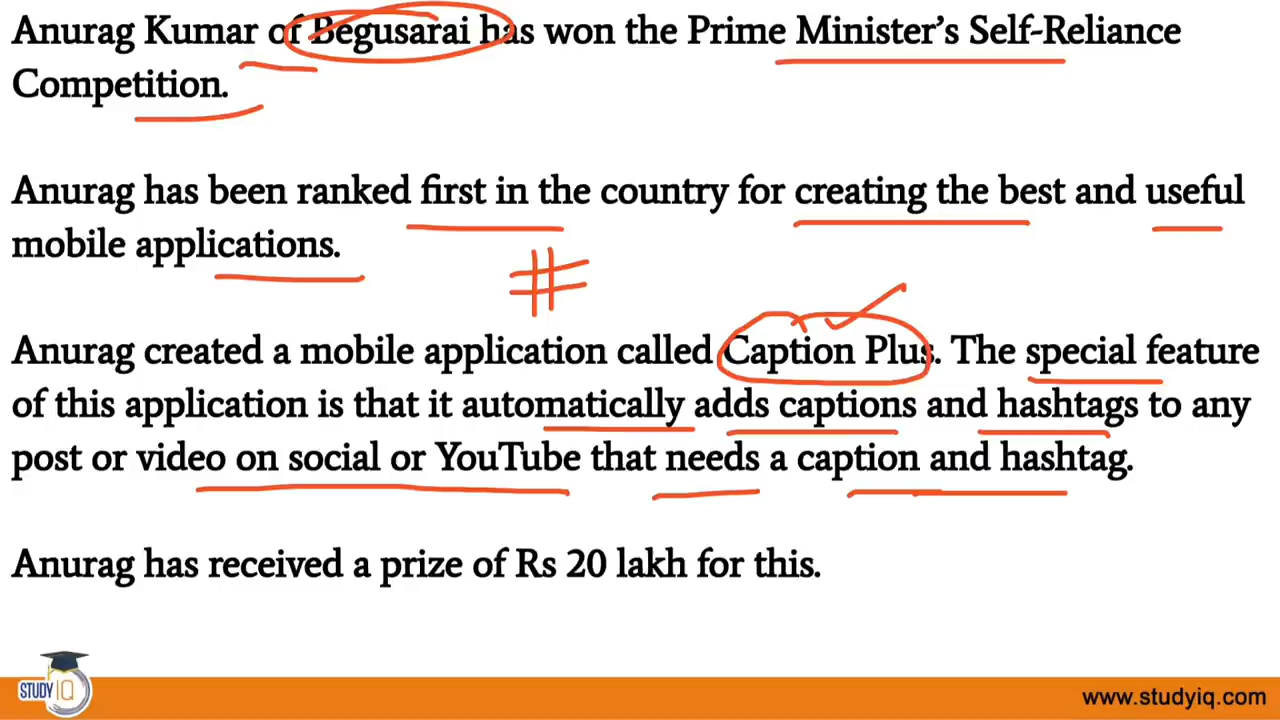 Anurag Kumar of Begusarai has won the Prime Minister's Self-Reliance
Competition.
Anurag has been ranked first in the country for creating the best and useful
mobile applications.
#
Anurag created a mobile application called Caption Plus. The special feature
of this application is that it automatically adds captions and hashtags to any
post or video on social or YouTube that needs a caption and hashtag.
Anurag has received a prize of Rs 20 lakh for this.
STUDY IQ
www.studyiq.com